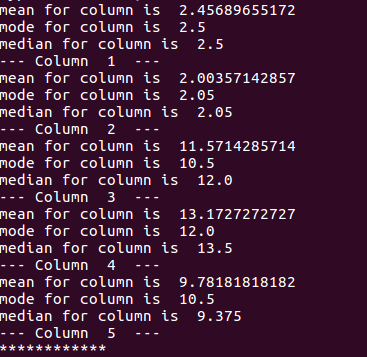 mean for column is  2.45689655172
mode for column is  2.5
median for column is  2.5
--- Column  1  ---
mean for column is  2.00357142857
mode for column is  2.05
median for column is  2.05
--- Column  2  ---
mean for column is  11.5714285714
mode for column is  10.5
median for column is  12.0
--- Column  3  ---
mean for column is  13.1727272727
mode for column is  12.0
median for column is  13.5
--- Column  4  ---
mean for column is  9.78181818182
mode for column is  10.5
median for column is  9.375
--- Column  5  ---
************